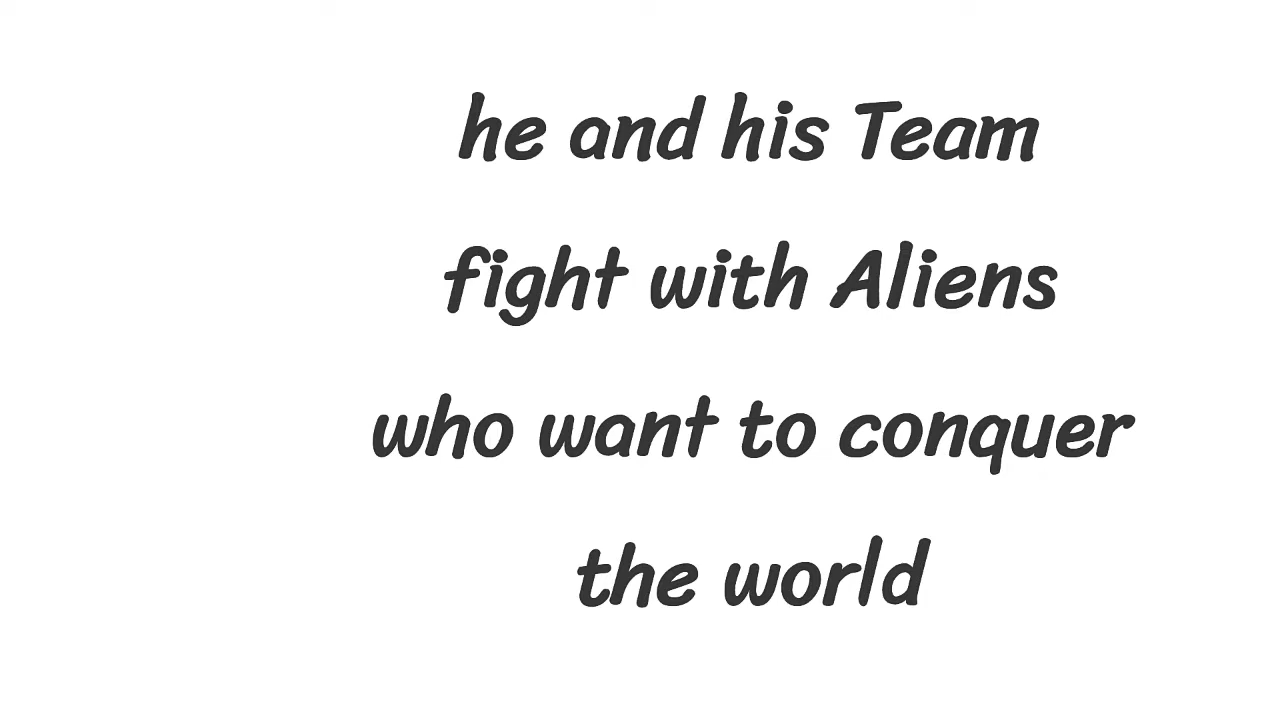 he and his Team
fight with Aliens
who want to conquer
the world